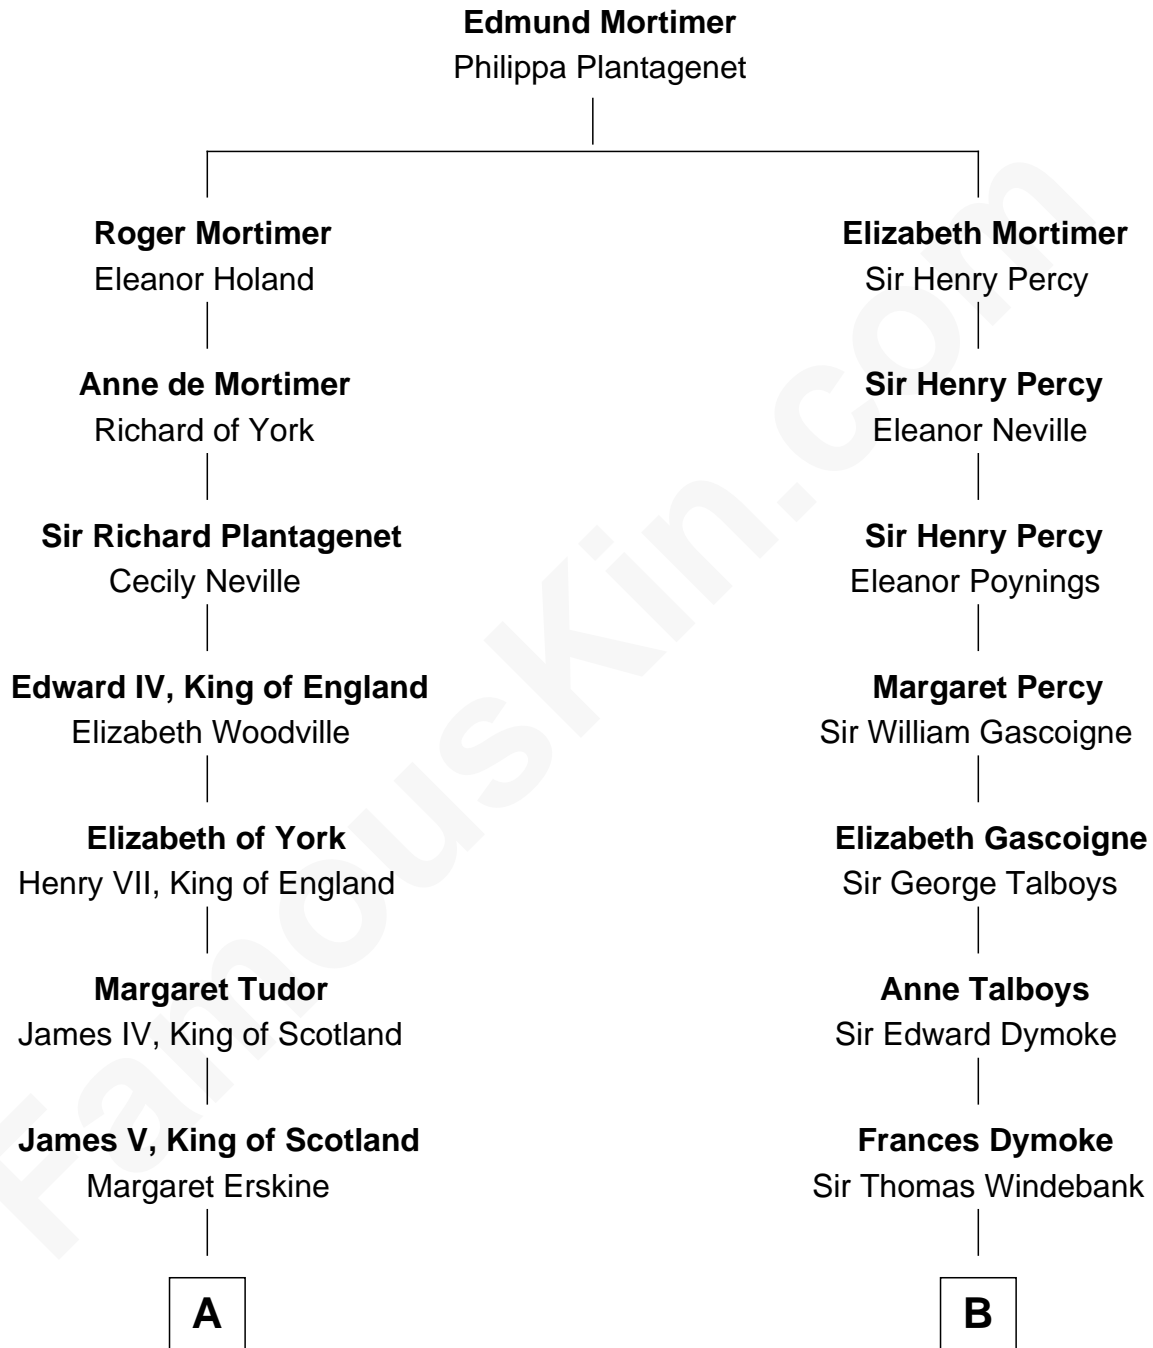 Edmund Mortimer
Philippa Plantagenet
Roger Mortimer
Eleanor Holand
Anne de Mortimer
Richard of York
Sir Richard Plantagenet
Cecily Neville
Edward IV, King of England
Elizabeth Woodville
Elizabeth of York
Henry VII, King of England
Margaret Tudor
James IV, King of Scotland
James V, King of Scotland
Margaret Erskine
A
Elizabeth Mortimer
Sir Henry Percy
Sir Henry Percy
Eleanor Neville
Sir Henry Percy
Eleanor Poynings
Margaret Percy
Sir William Gascoigne
Elizabeth Gascoigne
Sir George Talboys
Anne Talboys
Sir Edward Dymoke
Frances Dymoke
Sir Thomas Windebank
B
FamousKin.com